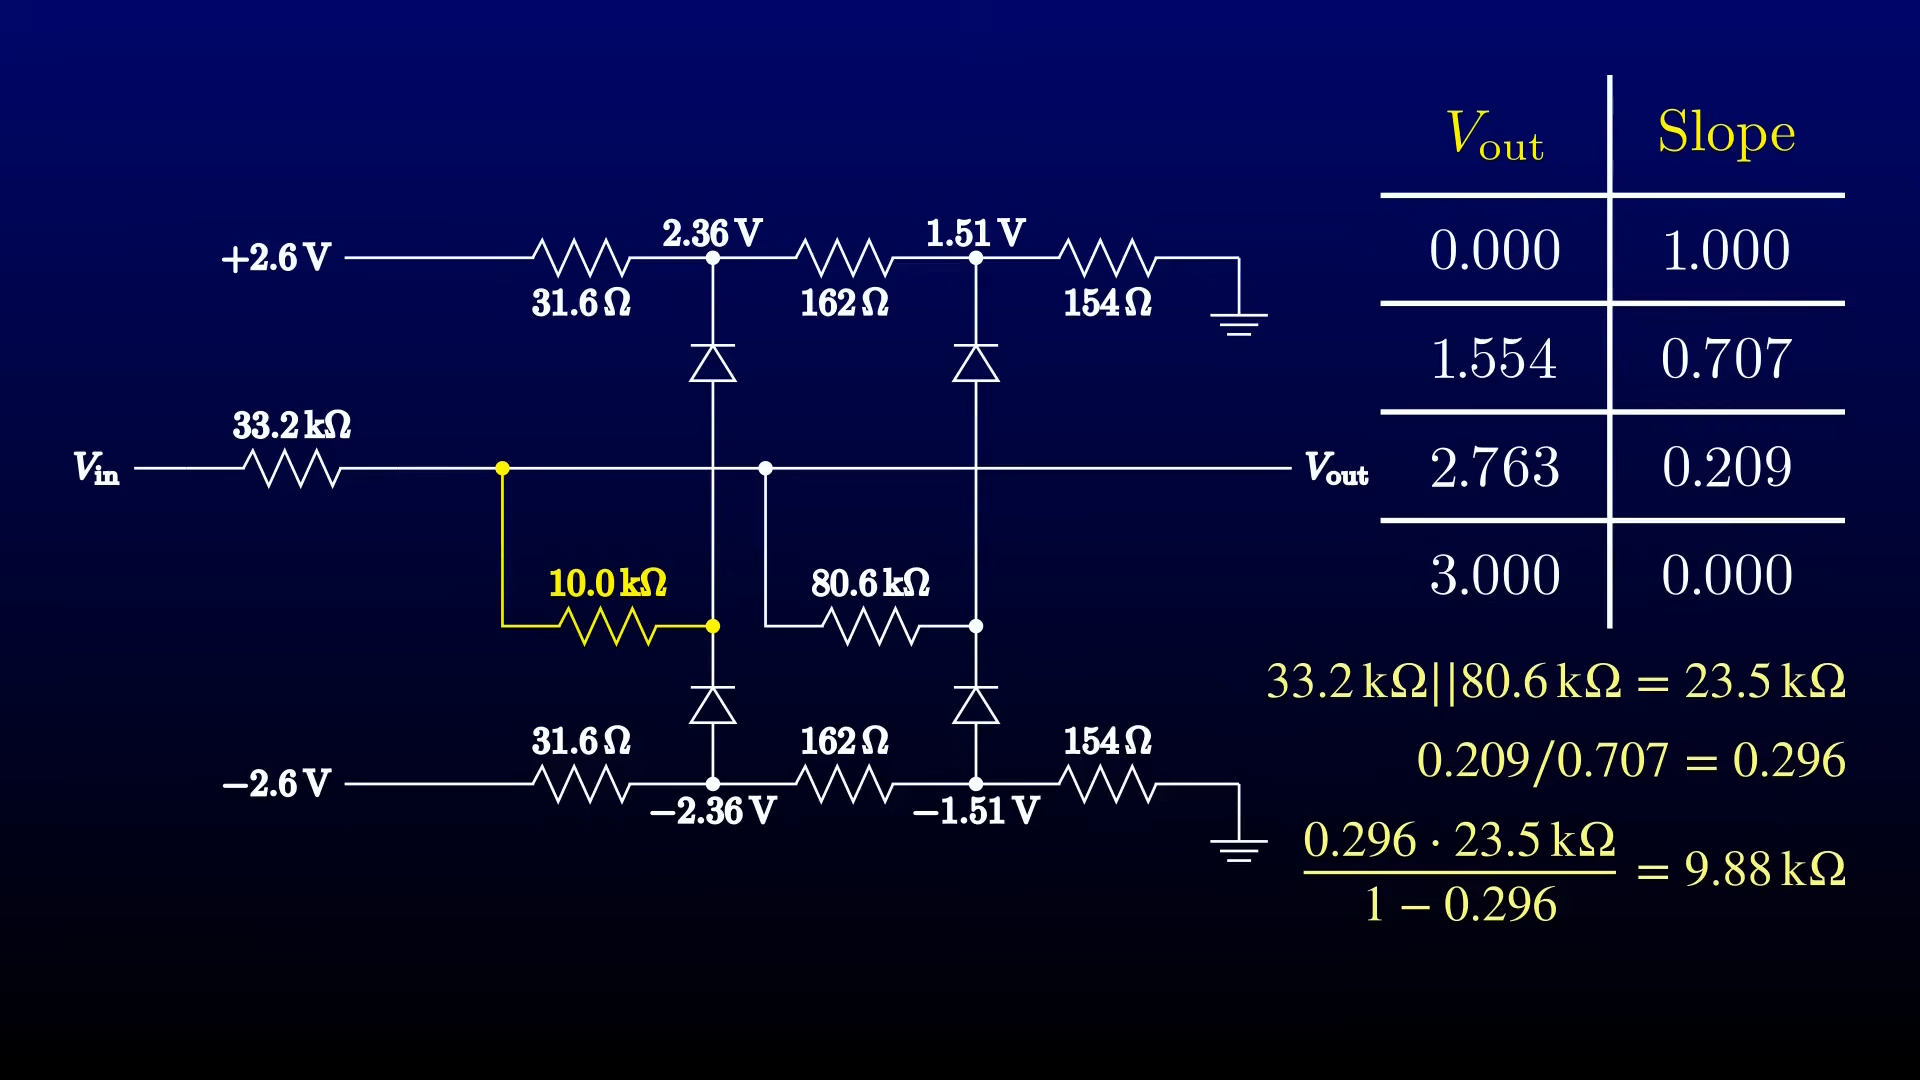 +2.6 V
31.6 Ω
2.36 V
162 Ω
1.51 V
154 Ω
33.2 kΩ
Vin
Vout
10.0 kΩ
80.6 kΩ
−2.6 V
31.6 Ω
−2.36 V
162 Ω
−1.51 V
154 Ω
Vout Slope
0.000 1.000
1.554 0.707
2.763 0.209
3.000 0.000
33.2 kΩ||80.6 kΩ = 23.5 kΩ
0.209/0.707 = 0.296
0.296 · 23.5 kΩ
1 − 0.296
= 9.88 kΩ